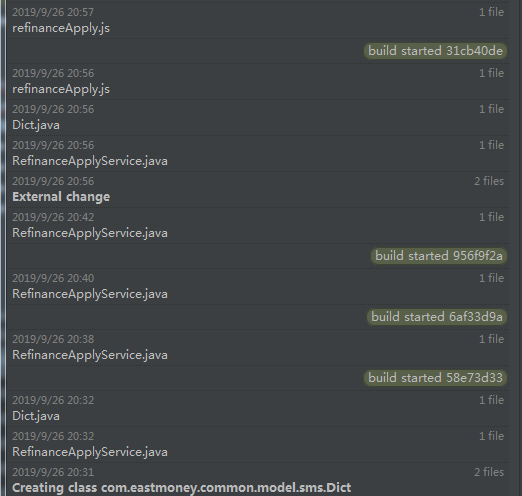 2019/9/26 20:57 1 file
refinanceApply.js
build started 31cb40de
2019/9/26 20:56 1 file
refinanceApply.js
2019/9/26 20:56 1 file
Dict.java
2019/9/26 20:56 1 file
RefinanceApplyService.java
2019/9/26 20:56 2 files
External change
2019/9/26 20:42 1 file
RefinanceApplyService.java
build started 956f9f2a
2019/9/26 20:40 1 file
RefinanceApplyService.java
build started 6af33d9a
2019/9/26 20:38 1 file
RefinanceApplyService.java
build started 58e73d33
2019/9/26 20:32 1 file
Dict.java
2019/9/26 20:32 1 file
RefinanceApplyService.java
2019/9/26 20:31 2 files
Creating class com.eastmoney.common.model.sms.Dict